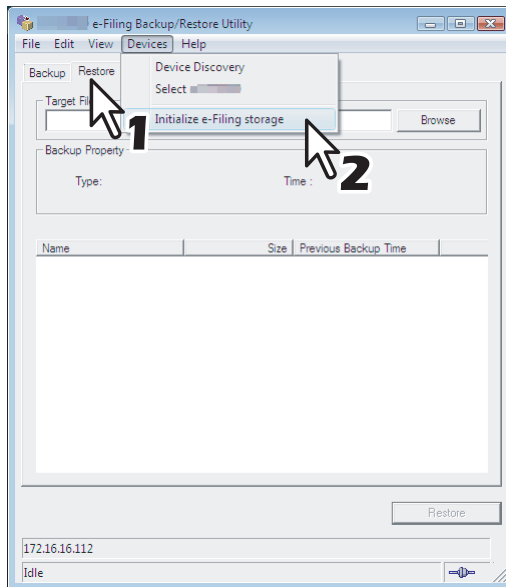 e-Filing Backup/Restore Utility
File Edit View Devices Help
Backup Restore
Device Discovery
Select
Initialize e-Filing storage
Target Fil
Browse
1
2
Backup Property
Type: Time :
Name Size Previous Backup Time
Restore
172.16.16.112
Idle